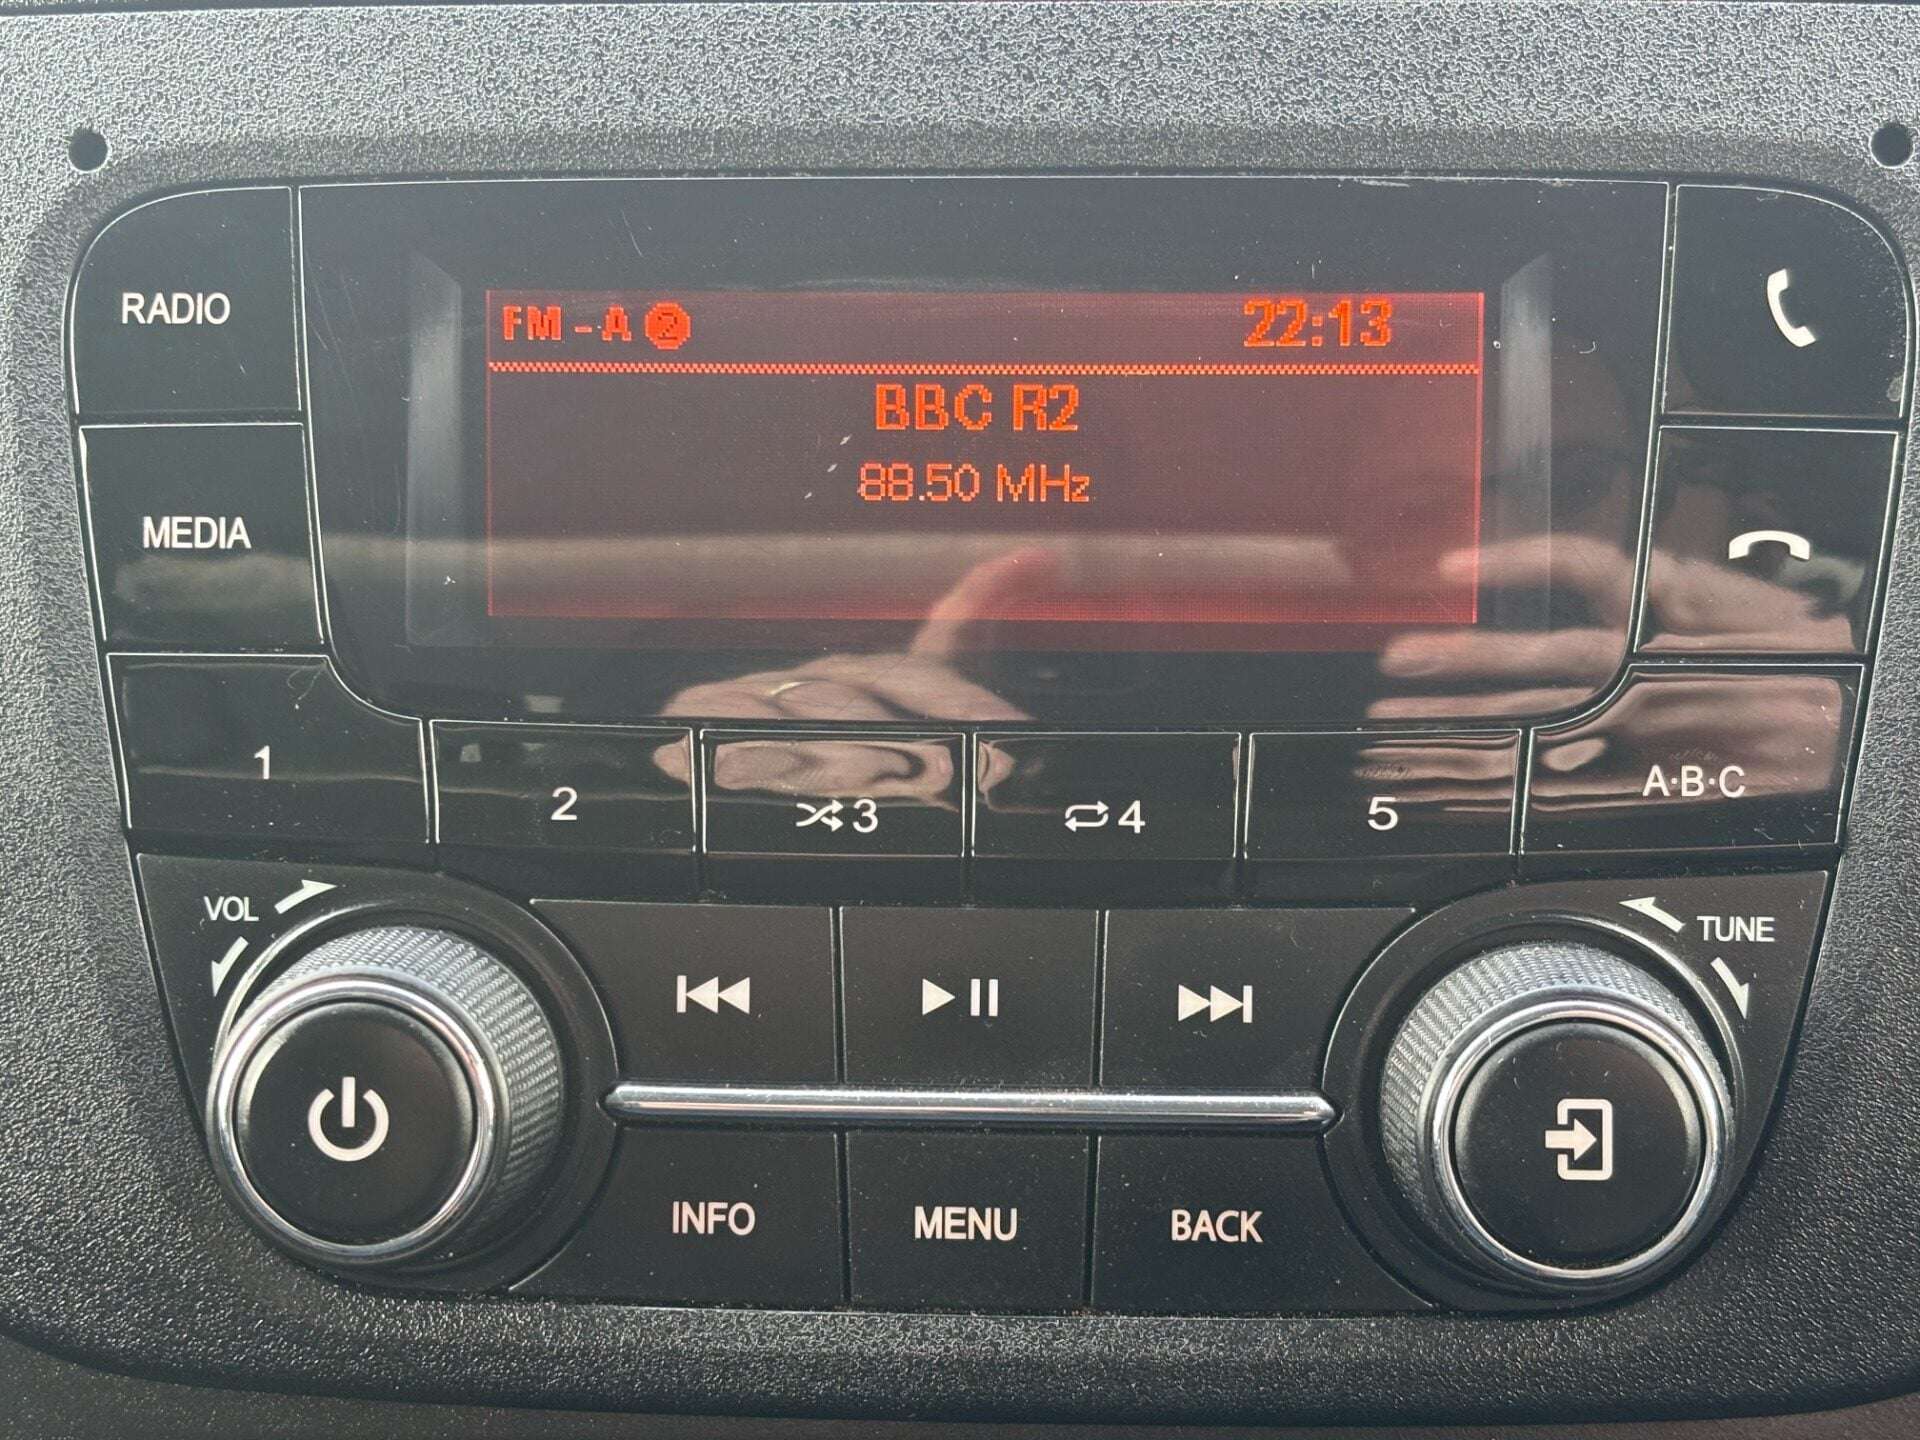 FM-A 2 22:13
BBC R2
88.50 MHz
RADIO
MEDIA
1
2
3
4
5
A·B·C
VOL
TUNE
INFO
MENU
BACK